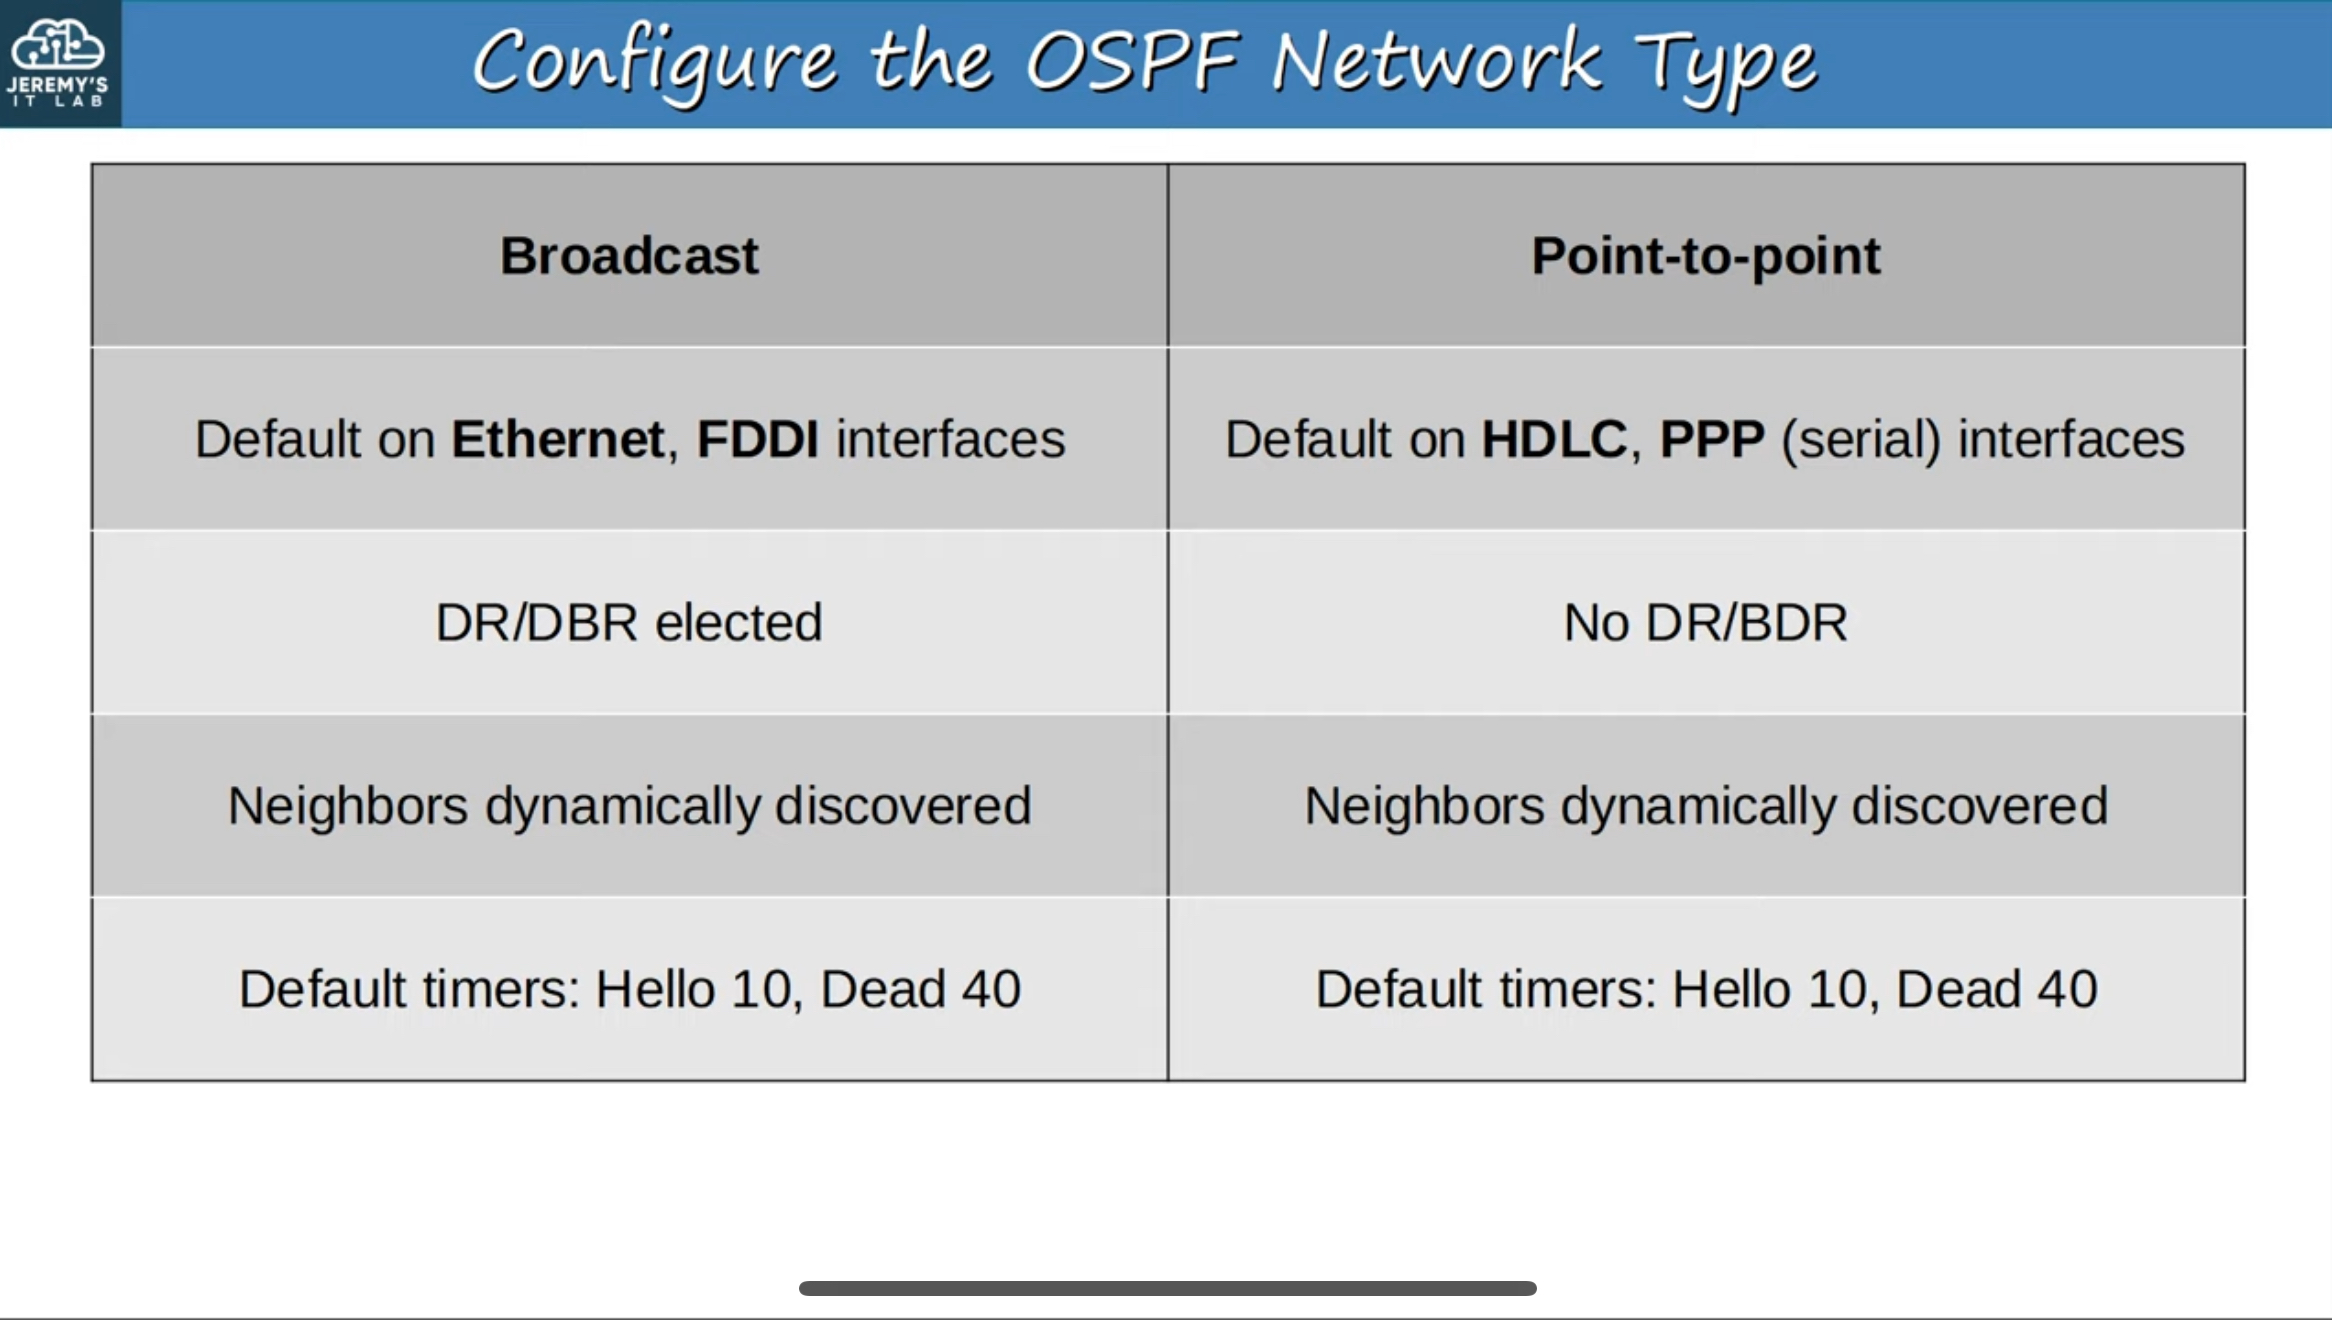 JEREMY'S
IT LAB
Configure the OSPF Network Type
Broadcast
Point-to-point
Default on Ethernet, FDDI interfaces
Default on HDLC, PPP (serial) interfaces
DR/DBR elected
No DR/BDR
Neighbors dynamically discovered
Neighbors dynamically discovered
Default timers: Hello 10, Dead 40
Default timers: Hello 10, Dead 40